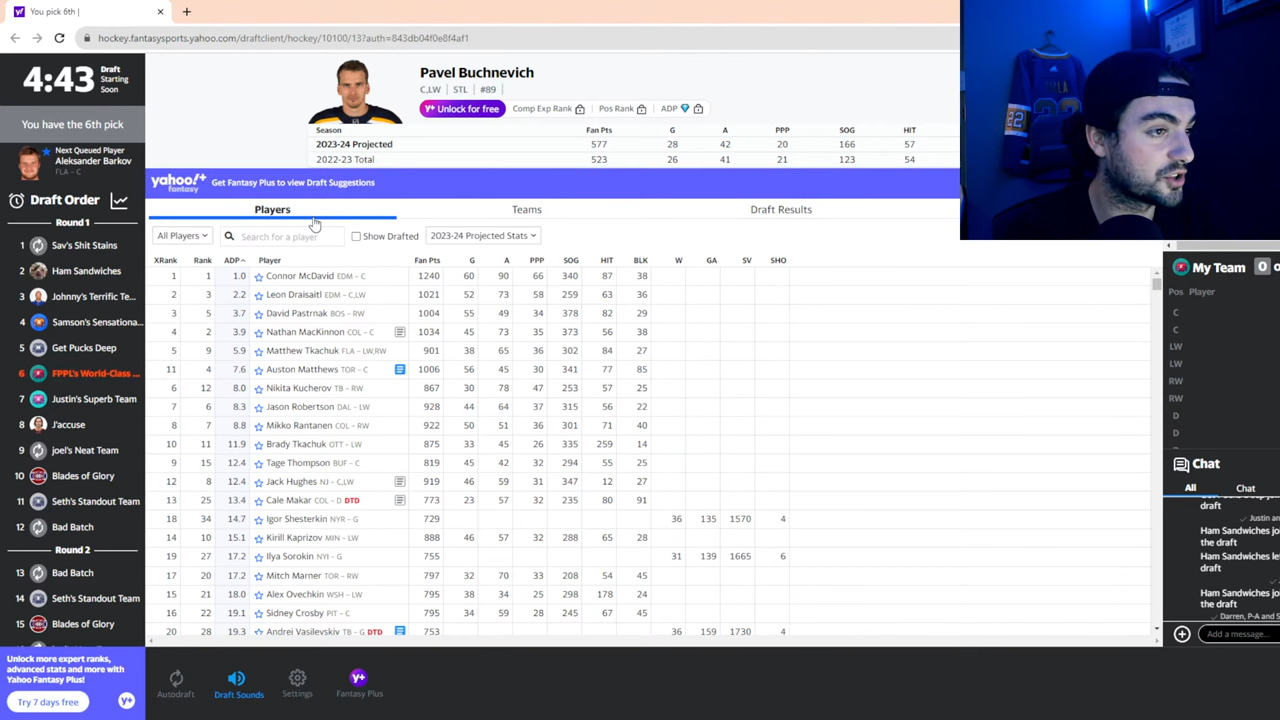 You pick 6th |
hockey.fantasysports.yahoo.com/draftclient/hockey/10100/13?auth=843db04f0e8f4af1
4:43 Draft Starting Soon
You have the 6th pick
Next Queued Player
Aleksander Barkov
FLA - C
Draft Order
Round 1
1 Sav's Shit Stains
2 Ham Sandwiches
3 Johnny's Terrific Te...
4 Samson's Sensationa...
5 Get Pucks Deep
6 FPPL's World-Class ...
7 Justin's Superb Team
8 J'accuse
9 joel's Neat Team
10 Blades of Glory
11 Seth's Standout Team
12 Bad Batch
Round 2
13 Bad Batch
14 Seth's Standout Team
15 Blades of Glory
Unlock more expert ranks, advanced stats and more with Yahoo Fantasy Plus!
Try 7 days free
y+
Pavel Buchnevich
C,LW STL #89
y+ Unlock for free Comp Exp Rank Pos Rank ADP
Season Fan Pts G A PPP SOG HIT
2023-24 Projected 577 28 42 20 166 57
2022-23 Total 523 26 41 21 123 54
yahoo!+ fantasy Get Fantasy Plus to view Draft Suggestions
Players Teams Draft Results
All Players Search for a player Show Drafted 2023-24 Projected Stats
XRank Rank ADP Player Fan Pts G A PPP SOG HIT BLK W GA SV SHO
1 1 1.0 Connor McDavid EDM - C 1240 60 90 66 340 87 38
2 3 2.2 Leon Draisaitl EDM - C,LW 1021 52 73 58 259 63 36
3 5 3.7 David Pastrnak BOS - RW 1004 55 49 34 378 82 29
4 2 3.9 Nathan MacKinnon COL - C 1034 45 73 35 373 56 38
5 9 5.9 Matthew Tkachuk FLA - LW,RW 901 38 65 36 302 84 27
11 4 7.6 Auston Matthews TOR - C 1006 56 45 30 341 77 85
6 12 8.0 Nikita Kucherov TB - RW 867 30 78 47 253 57 25
7 6 8.3 Jason Robertson DAL - LW 928 44 64 37 315 56 22
8 7 8.8 Mikko Rantanen COL - RW 922 50 51 36 301 71 40
10 11 11.9 Brady Tkachuk OTT - LW 875 33 45 26 335 259 14
9 15 12.4 Tage Thompson BUF - C 819 45 42 32 294 55 25
12 8 12.4 Jack Hughes NJ - C,LW 919 46 59 31 347 12 27
13 25 13.4 Cale Makar COL - D DTD 773 23 57 32 235 80 91
18 34 14.7 Igor Shesterkin NYR - G 729 36 135 1570 4
14 10 15.1 Kirill Kaprizov MIN - LW 888 46 57 32 288 65 28
19 27 17.2 Ilya Sorokin NYI - G 755 31 139 1665 6
17 20 17.2 Mitch Marner TOR - RW 797 32 70 33 208 54 45
15 21 18.0 Alex Ovechkin WSH - LW 795 38 34 25 298 178 24
16 22 18.9 Sidney Crosby PIT - C 795 34 59 28 245 67 45
20 28 19.3 Andrei Vasilevskiy TB - G DTD 753 36 159 1730 4
Autodraft Draft Sounds Settings Fantasy Plus
My Team 0
Pos Player
C
C
LW
LW
RW
RW
D
D
Chat
All Chat
draft
Justin an
Ham Sandwiches jo
the draft
Ham Sandwiches le
draft
Ham Sandwiches jo
the draft
Darren, P-A and S
Add a message...